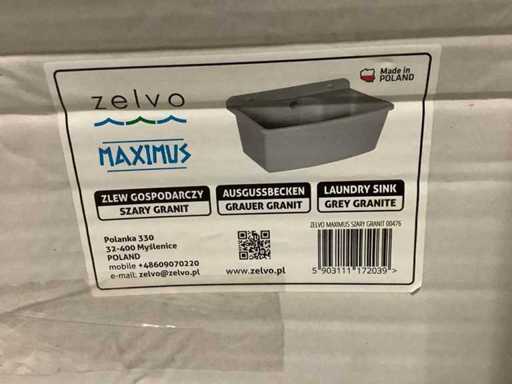 zelvo
MAXIMUS
Made in
POLAND
ZLEW GOSPODARCZY
SZARY GRANIT
AUSGUSSBECKEN
GRAUER GRANIT
LAUNDRY SINK
GREY GRANITE
Polanka 330
32-400 Myślenice
POLAND
mobile +48609070220
e-mail: zelvo@zelvo.pl
www.zelvo.pl
ZELVO MAXIMUS SZARY GRANIT 00476
5 903111 172039 >